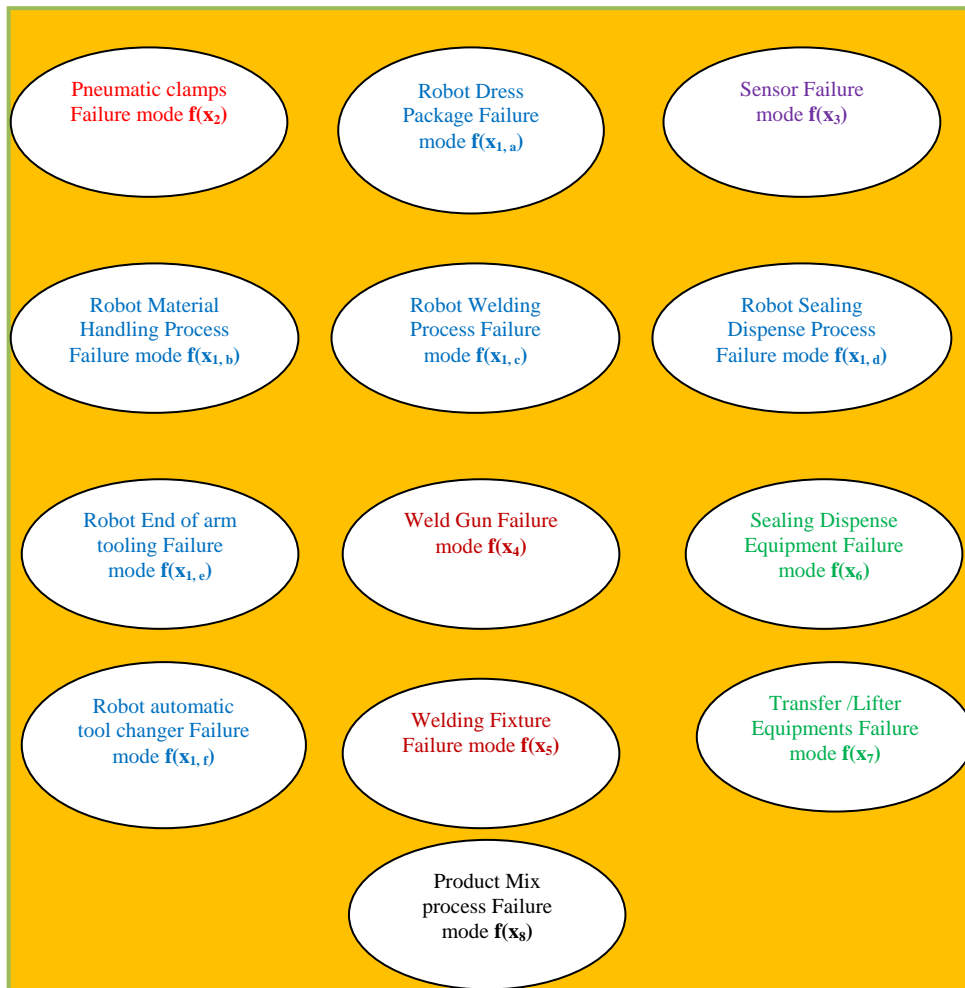 Pneumatic clamps
Failure mode f(x₂)
Robot Dress
Package Failure
mode f(x₁, ₐ)
Sensor Failure
mode f(x₃)
Robot Material
Handling Process
Failure mode f(x₁, b)
Robot Welding
Process Failure
mode f(x₁, c)
Robot Sealing
Dispense Process
Failure mode f(x₁, d)
Robot End of arm
tooling Failure
mode f(x₁, ₑ)
Weld Gun Failure
mode f(x₄)
Sealing Dispense
Equipment Failure
mode f(x₆)
Robot automatic
tool changer Failure
mode f(x₁, f)
Welding Fixture
Failure mode f(x₅)
Transfer /Lifter
Equipments Failure
mode f(x₇)
Product Mix
process Failure
mode f(x₈)